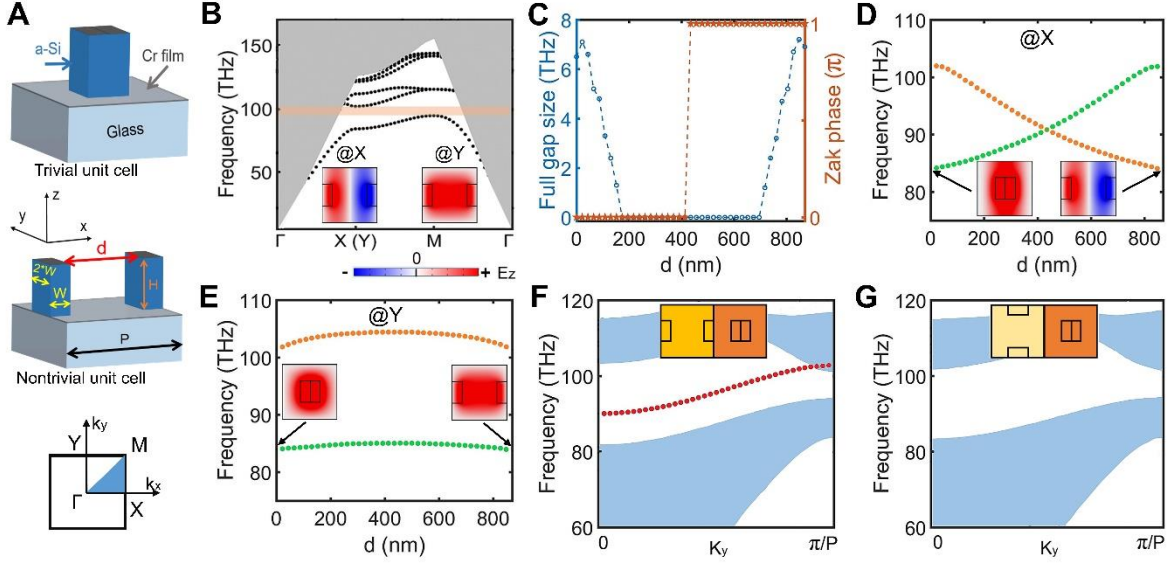 A
a-Si
Cr film
Glass
Trivial unit cell
z
y
x
d
2*W
W
H
P
Nontrivial unit cell
ky
Y
M
Γ
kx
X
B
Frequency (THz)
150
100
50
@X
@Y
Γ
X (Y)
M
Γ
-
0
+ Ez
C
Full gap size (THz)
8
6
4
2
0
1
0
Zak phase (π)
0
200
400
600
800
d (nm)
D
@X
Frequency (THz)
110
100
90
80
0
200
400
600
800
d (nm)
E
@Y
Frequency (THz)
110
100
90
80
0
200
400
600
800
d (nm)
F
Frequency (THz)
120
100
80
60
0
Ky
π/P
G
Frequency (THz)
120
100
80
60
0
Ky
π/P